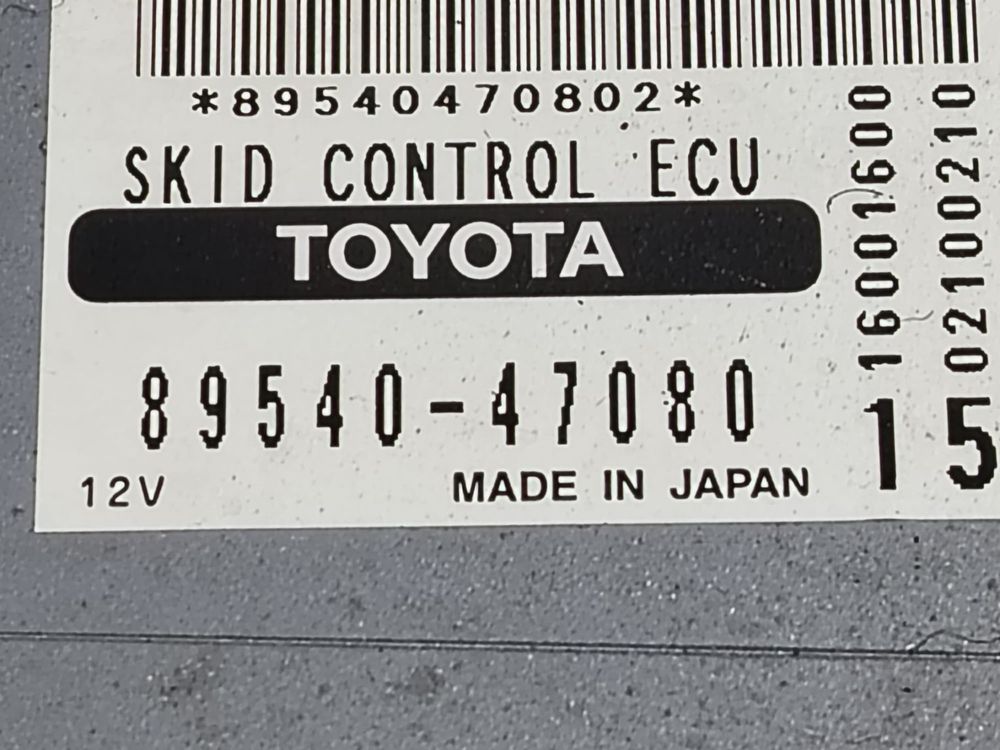 *89540470802*
SKID CONTROL ECU
TOYOTA
89540-47080
12V MADE IN JAPAN
16001600
02100210
15